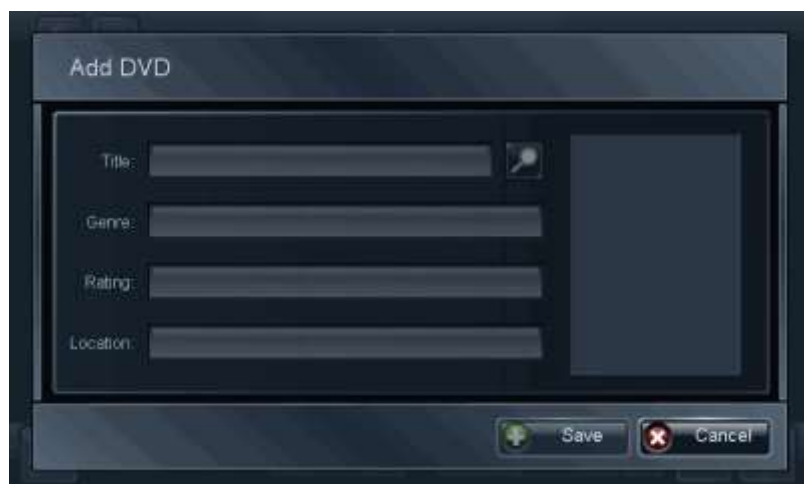 Add DVD
Title:
Genre:
Rating:
Location:
Save
Cancel